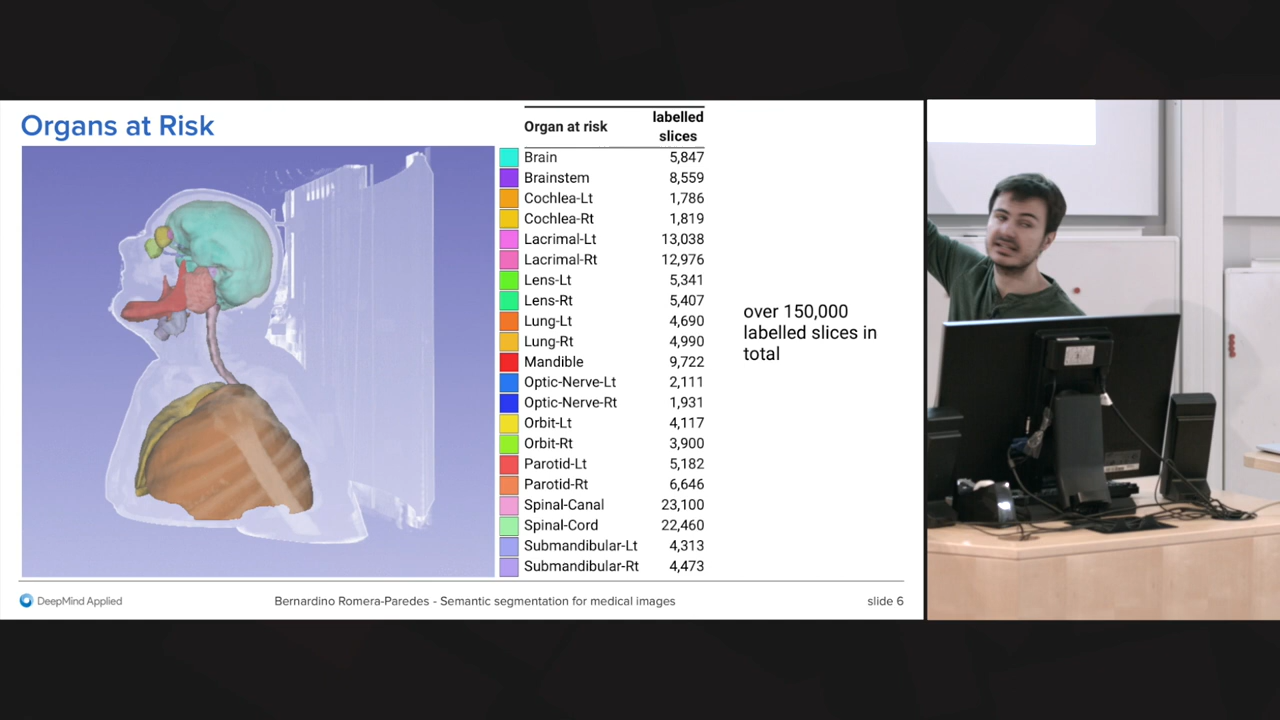 Organs at Risk
Organ at risk labelled slices
Brain 5,847
Brainstem 8,559
Cochlea-Lt 1,786
Cochlea-Rt 1,819
Lacrimal-Lt 13,038
Lacrimal-Rt 12,976
Lens-Lt 5,341
Lens-Rt 5,407
Lung-Lt 4,690
Lung-Rt 4,990
Mandible 9,722
Optic-Nerve-Lt 2,111
Optic-Nerve-Rt 1,931
Orbit-Lt 4,117
Orbit-Rt 3,900
Parotid-Lt 5,182
Parotid-Rt 6,646
Spinal-Canal 23,100
Spinal-Cord 22,460
Submandibular-Lt 4,313
Submandibular-Rt 4,473
over 150,000
labelled slices in
total
DeepMind Applied
Bernardino Romera-Paredes - Semantic segmentation for medical images
slide 6